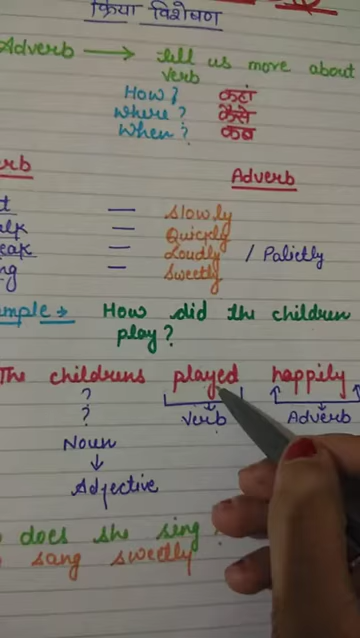 क्रिया विशेषण
Adverb → tell us more about
verb
How? कहां
Where? कैसे
When? कब
Adverb
— Slowly
— Quickly
— Loudly / Palietly
— Sweetly
How did the children
play?
The childrens played happily
?
?
Verb Adverb
Noun
↓
Adjective
does she sing ?
sang sweetly